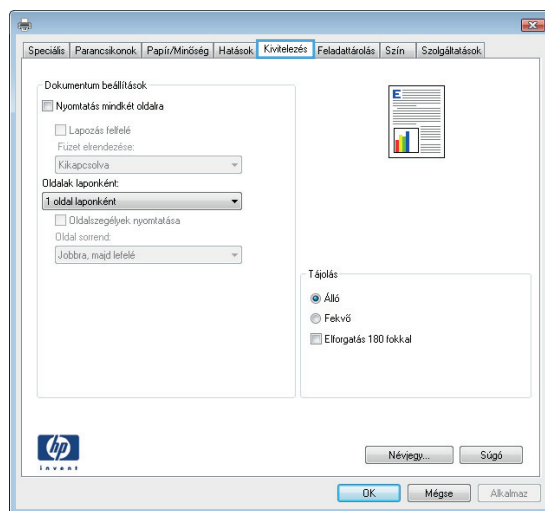 Speciális Parancsikonok Papír/Minőség Hatások Kivitelezés Feladattárolás Szín Szolgáltatások
Dokumentum beállítások
Nyomtatás mindkét oldalra
Lapozás felfelé
Füzet elrendezése:
Kikapcsolva
Oldalak laponként:
1 oldal laponként
Oldalszegélyek nyomtatása
Oldal sorrend:
Jobbra, majd lefelé
E
Tájolás
Álló
Fekvő
Elforgatás 180 fokkal
hp
invent
Névjegy... Súgó
OK Mégse Alkalmaz